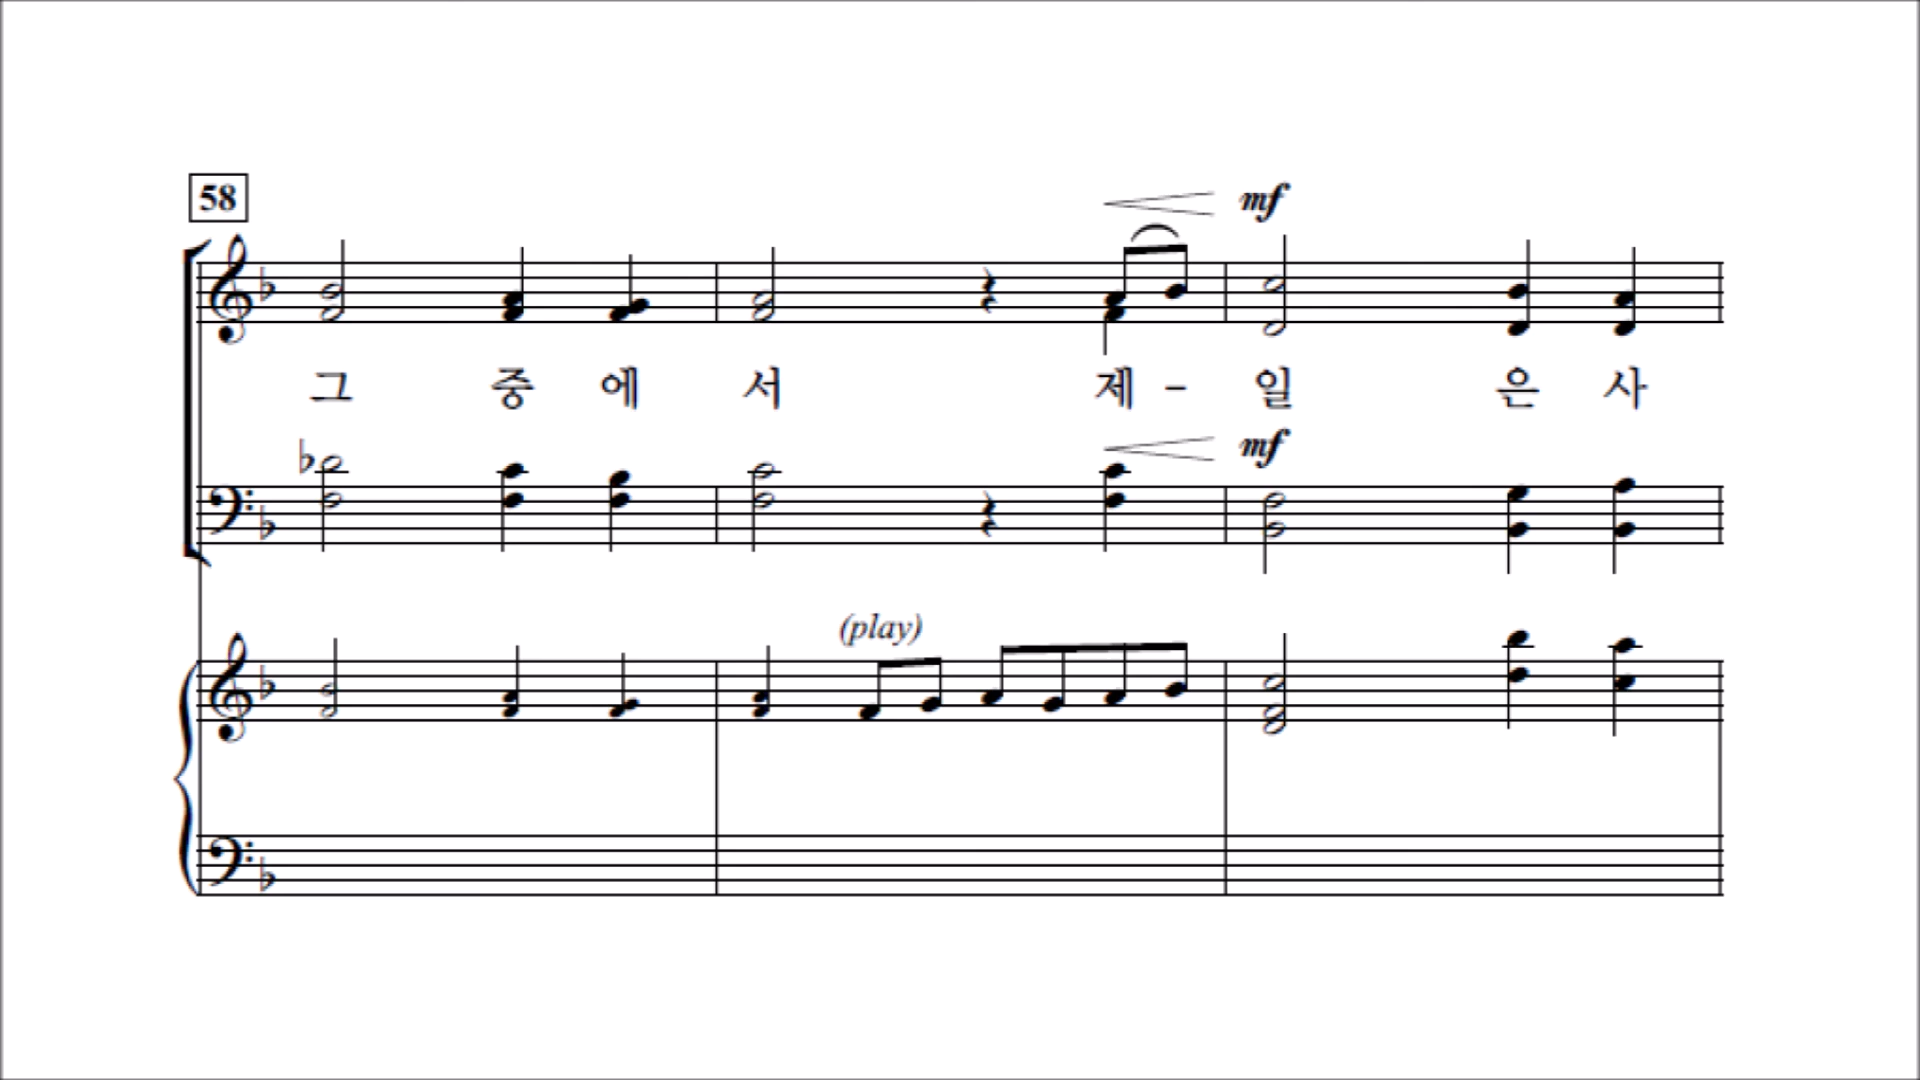 58
mf
그 중 에 서 제 - 일 은 사
mf
(play)